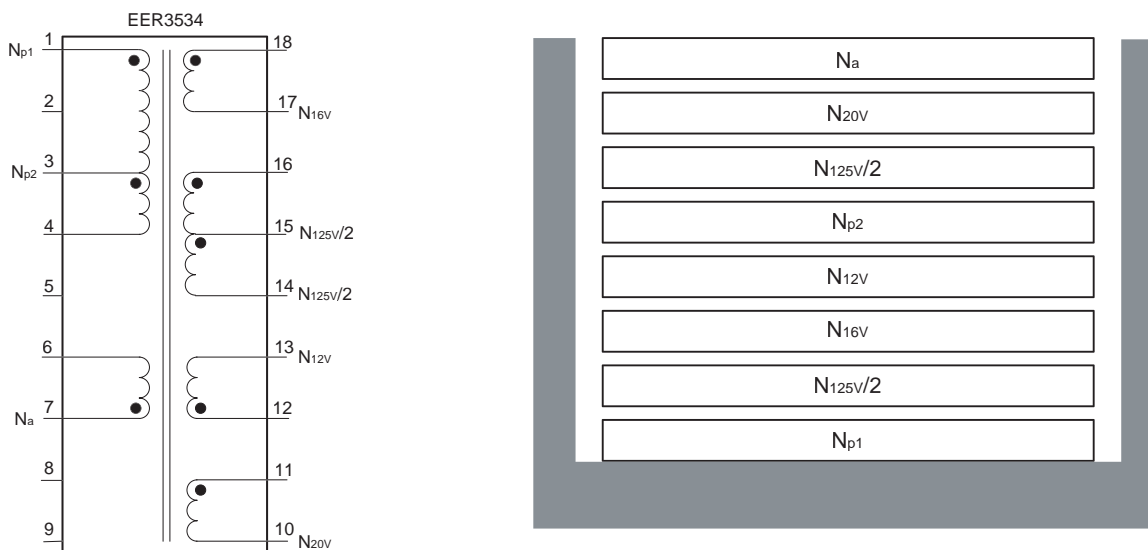 EER3534
Np1 1
18
2
17 N16V
Np2 3
16
4
15 N125V/2
5
14 N125V/2
6
13 N12V
Na 7
12
8
11
9
10 N20V
Na
N20V
N125V/2
Np2
N12V
N16V
N125V/2
Np1